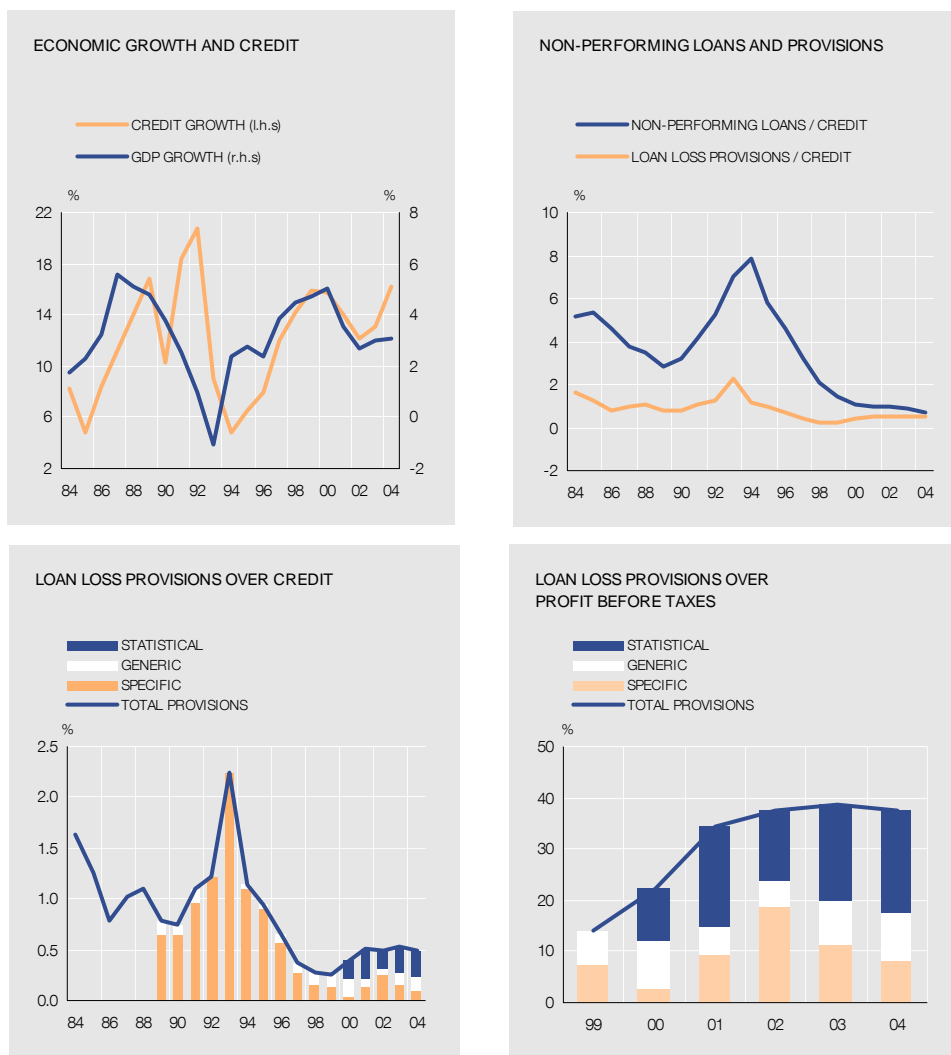 ECONOMIC GROWTH AND CREDIT
CREDIT GROWTH (l.h.s)
GDP GROWTH (r.h.s)
% %
22 8
18 6
14 4
10 2
6 0
2 -2
84 86 88 90 92 94 96 98 00 02 04
NON-PERFORMING LOANS AND PROVISIONS
NON-PERFORMING LOANS / CREDIT
LOAN LOSS PROVISIONS / CREDIT
%
10
8
6
4
2
0
-2
84 86 88 90 92 94 96 98 00 02 04
LOAN LOSS PROVISIONS OVER CREDIT
STATISTICAL
GENERIC
SPECIFIC
TOTAL PROVISIONS
%
2.5
2.0
1.5
1.0
0.5
0.0
84 86 88 90 92 94 96 98 00 02 04
LOAN LOSS PROVISIONS OVER
PROFIT BEFORE TAXES
STATISTICAL
GENERIC
SPECIFIC
TOTAL PROVISIONS
%
50
40
30
20
10
0
99 00 01 02 03 04